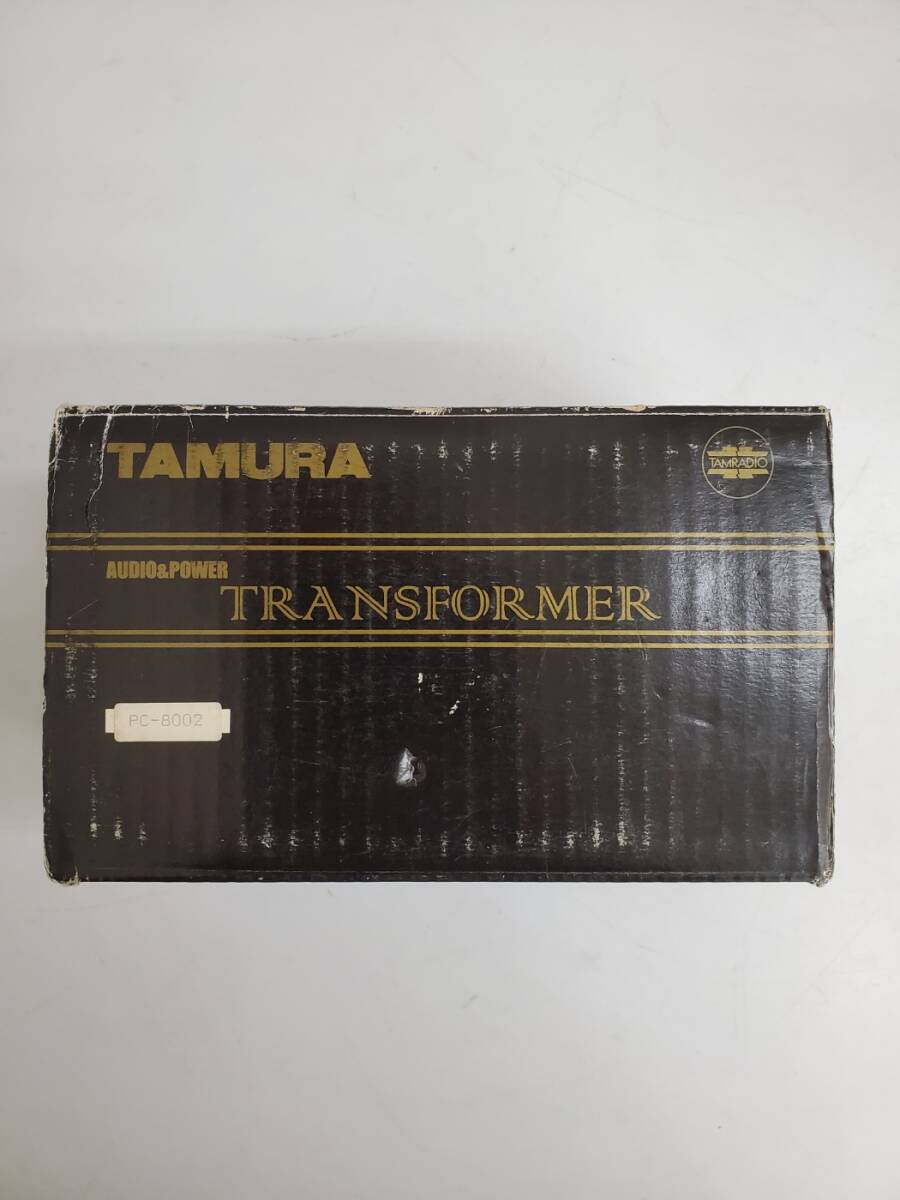 TAMURA
TAMRADIO
AUDIO&POWER
TRANSFORMER
PC-8002